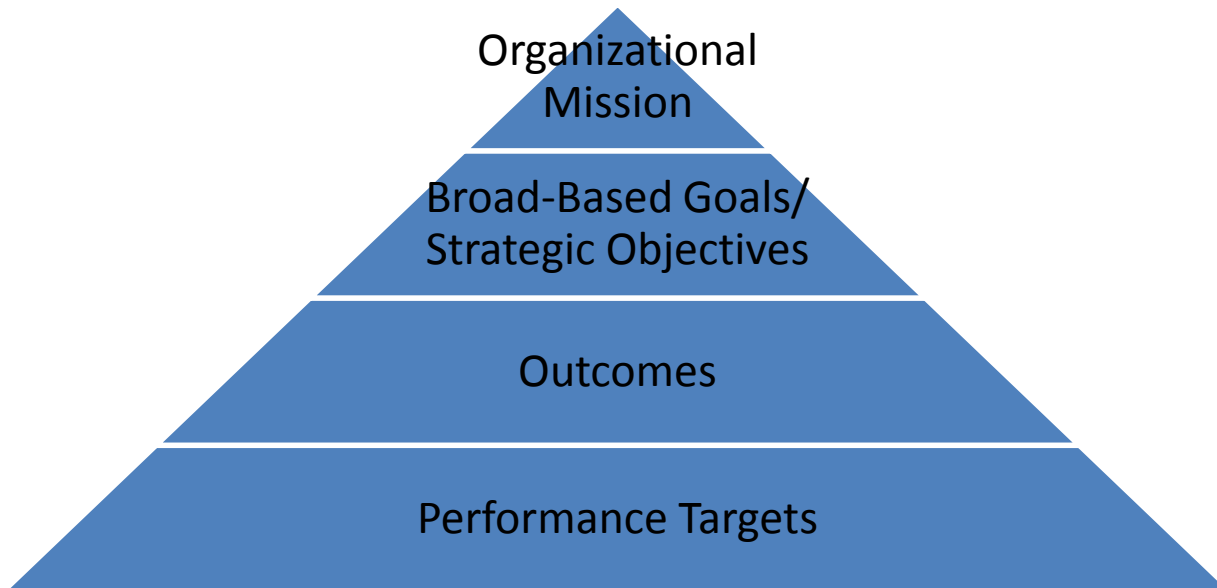 Organizational
Mission
Broad-Based Goals/
Strategic Objectives
Outcomes
Performance Targets